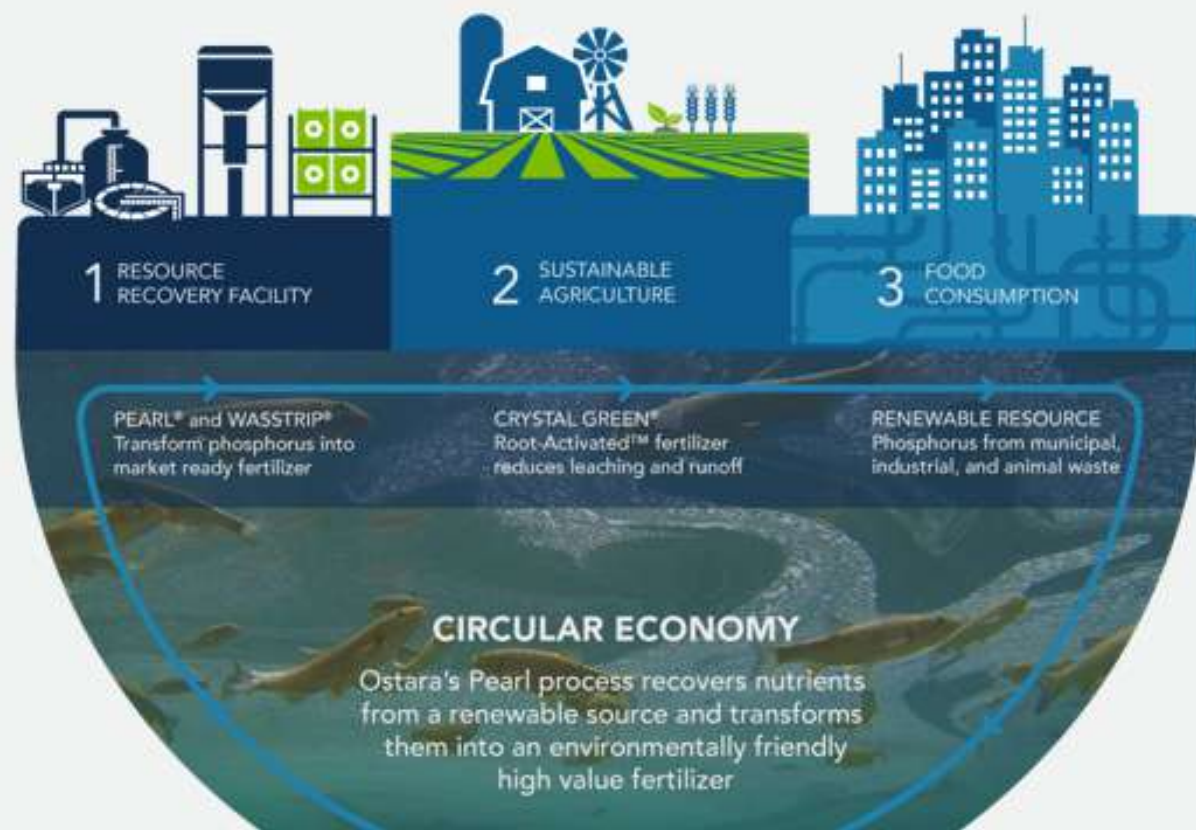 1 RESOURCE
RECOVERY FACILITY
2 SUSTAINABLE
AGRICULTURE
3 FOOD
CONSUMPTION
PEARL® and WASSTRIP®
Transform phosphorus into
market ready fertilizer
CRYSTAL GREEN®
Root-Activated™ fertilizer
reduces leaching and runoff
RENEWABLE RESOURCE
Phosphorus from municipal,
industrial, and animal waste
CIRCULAR ECONOMY
Ostara's Pearl process recovers nutrients
from a renewable source and transforms
them into an environmentally friendly
high value fertilizer